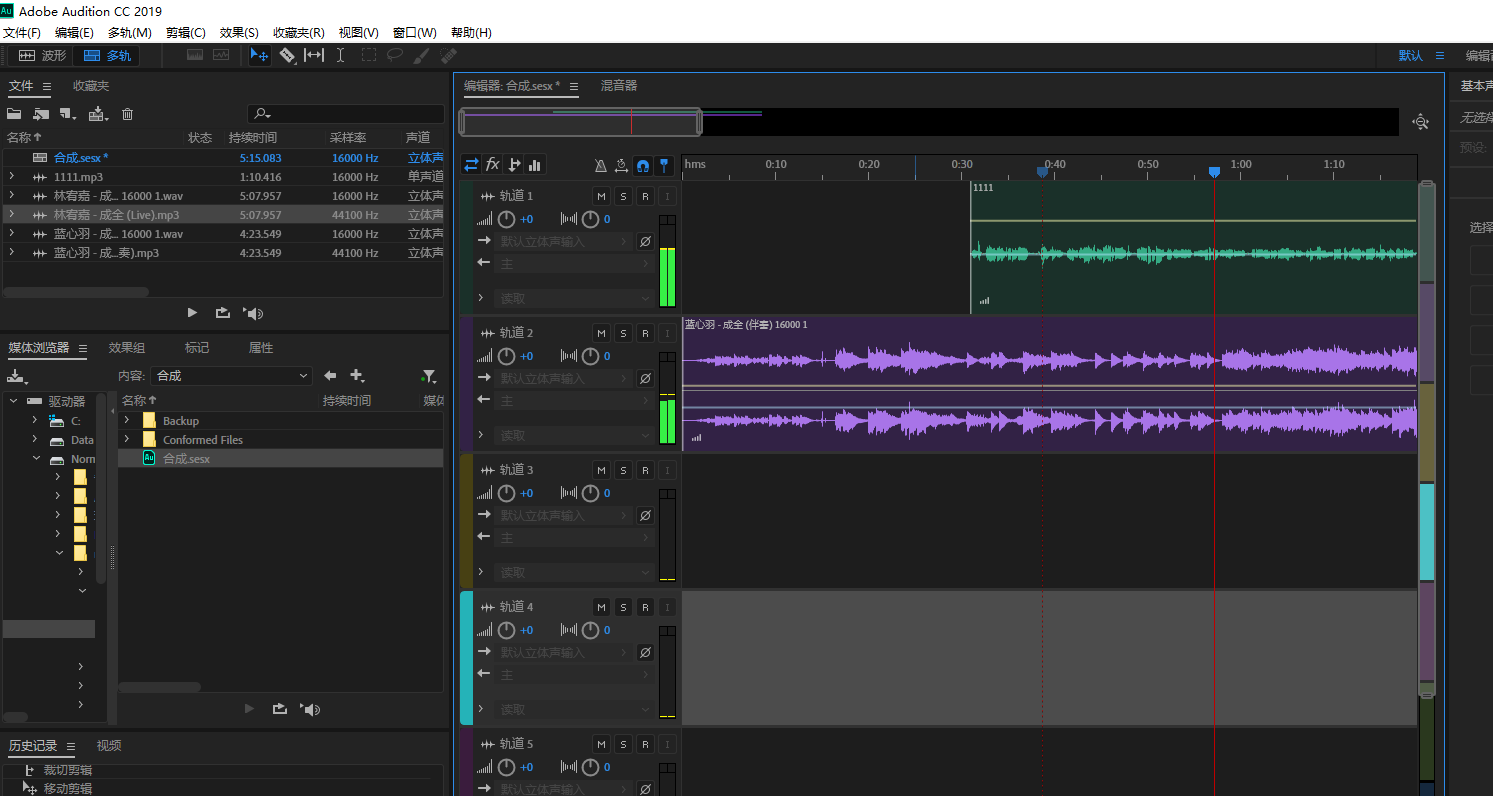 Au Adobe Audition CC 2019
文件(F) 编辑(E) 多轨(M) 剪辑(C) 效果(S) 收藏夹(R) 视图(V) 窗口(W) 帮助(H)
波形 多轨 默认 编辑
文件 收藏夹
名称 状态 持续时间 采样率 声道
合成.sesx * 5:15.083 16000 Hz 立体声
1111.mp3 1:10.416 16000 Hz 单声道
林宥嘉 - 成... 16000 1.wav 5:07.957 16000 Hz 立体声
林宥嘉 - 成全 (Live).mp3 5:07.957 44100 Hz 立体声
蓝心羽 - 成... 16000 1.wav 4:23.549 16000 Hz 立体声
蓝心羽 - 成...奏).mp3 4:23.549 44100 Hz 立体声
媒体浏览器 效果组 标记 属性
内容: 合成
驱动器
C:
Data
Nom
名称 持续时间 媒体
Backup
Conformed Files
Au 合成.sesx
历史记录 视频
裁切剪辑
移动剪辑
编辑器: 合成.sesx * 混音器
fx
hms 0:10 0:20 0:30 0:40 0:50 1:00 1:10
轨道 1 M S R I
+0 0
默认立体声输入
主
读取
1111
轨道 2 M S R I
+0 0
默认立体声输入
主
读取
蓝心羽 - 成全 (伴奏) 16000 1
轨道 3 M S R I
+0 0
默认立体声输入
主
读取
轨道 4 M S R I
+0 0
默认立体声输入
主
读取
轨道 5 M S R I
+0 0
默认立体声输入
基本声
无选择
预设:
选择